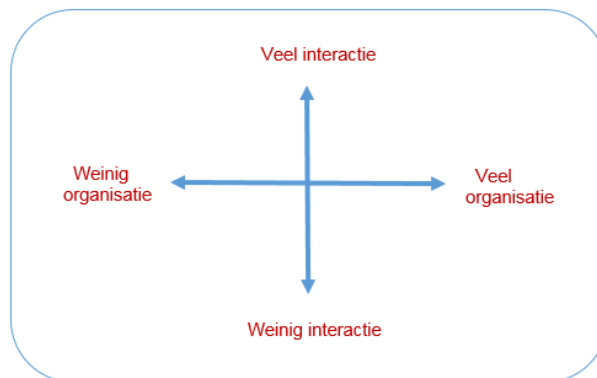 Veel interactie
Weinig
organisatie
Veel
organisatie
Weinig interactie